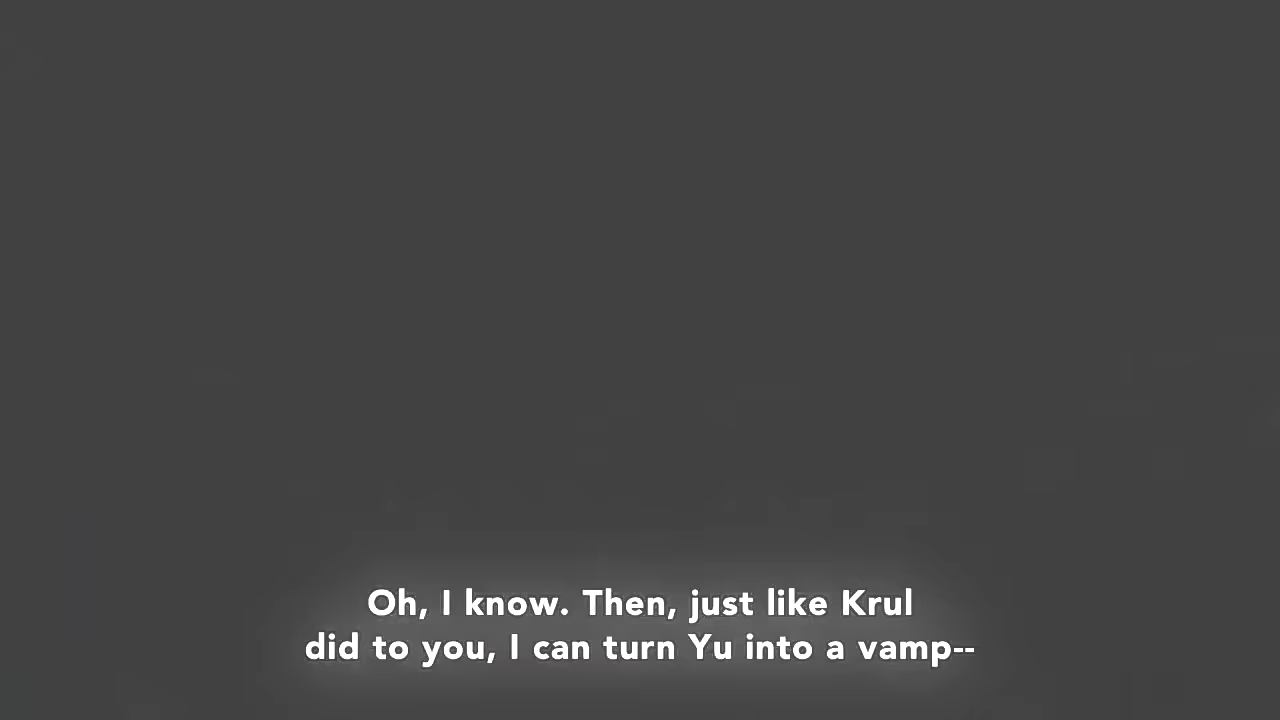 Oh, I know. Then, just like Krul
did to you, I can turn Yu into a vamp--